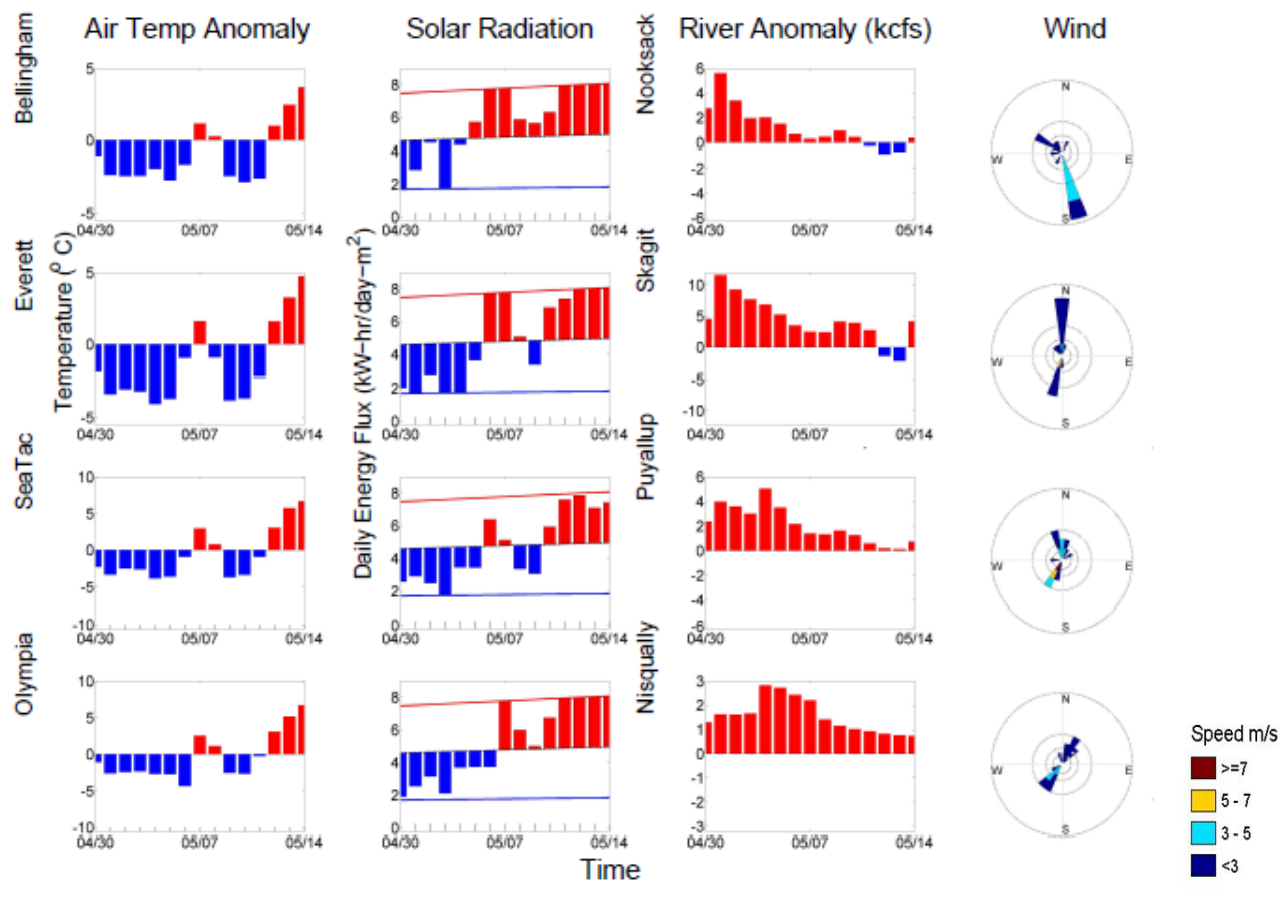 Air Temp Anomaly Solar Radiation River Anomaly (kcfs) Wind
Bellingham
5
0
-5
04/30 05/07 05/14
8
6
4
2
0
04/30 05/07 05/14
Nooksack
6
4
2
0
-2
-4
-6
04/30 05/07 05/14
N
W E
S
Everett
Temperature (° C)
5
0
-5
04/30 05/07 05/14
Daily Energy Flux (kW-hr/day-m²)
8
6
4
2
0
04/30 05/07 05/14
Skagit
10
5
0
-5
-10
04/30 05/07 05/14
N
W E
S
SeaTac
10
5
0
-5
-10
04/30 05/07 05/14
8
6
4
2
0
04/30 05/07 05/14
Puyallup
6
4
2
0
-2
-4
-6
04/30 05/07 05/14
N
W E
S
Olympia
10
5
0
-5
-10
04/30 05/07 05/14
8
6
4
2
0
04/30 05/07 05/14
Nisqually
3
2
1
0
-1
-2
-3
04/30 05/07 05/14
N
W E
S
Time
Speed m/s
>=7
5 - 7
3 - 5
<3